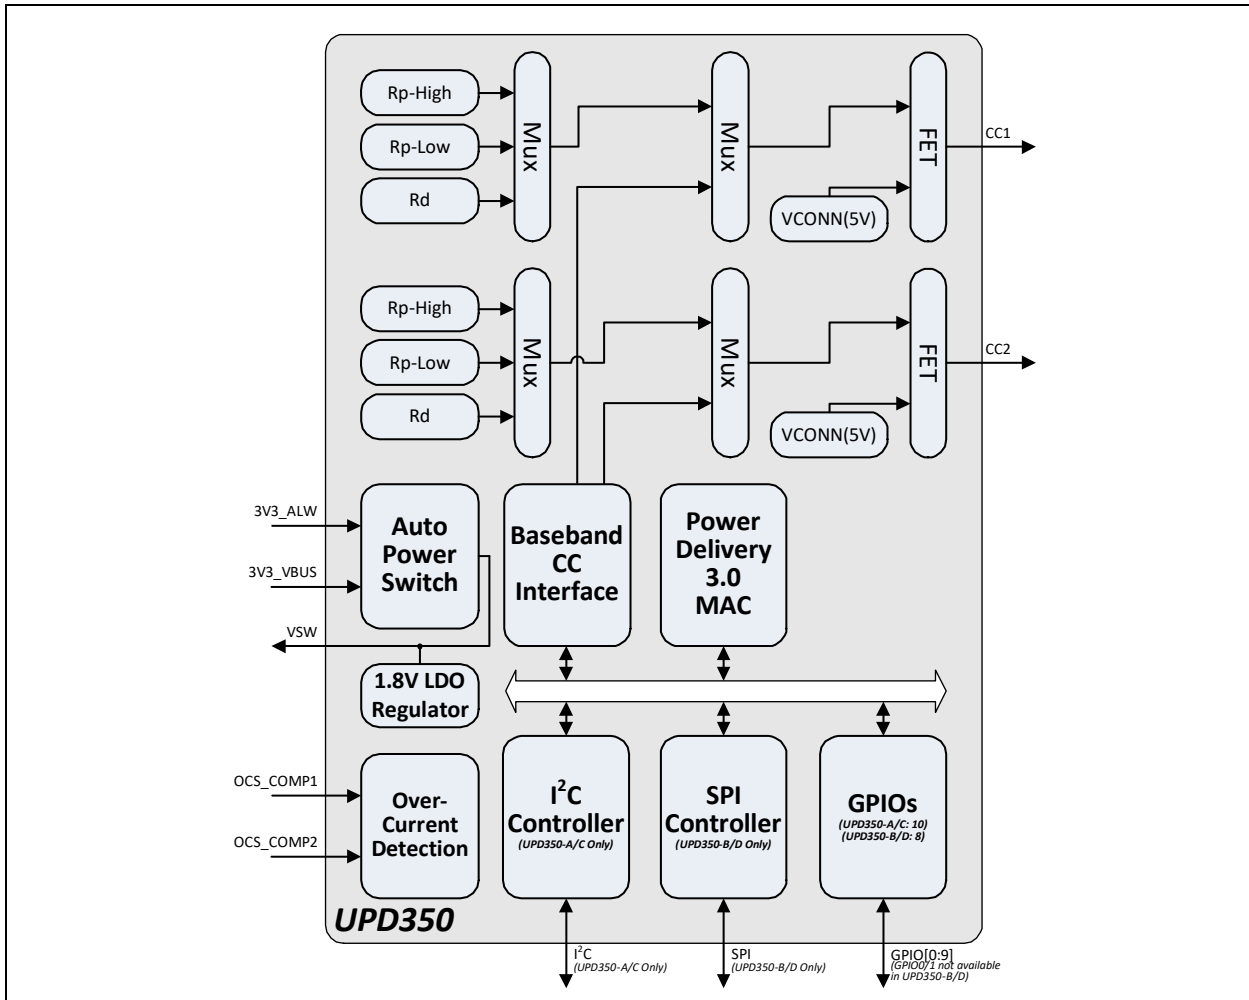 Rp-High
Rp-Low
Rd
Mux
Mux
VCONN(5V)
FET
CC1
Rp-High
Rp-Low
Rd
Mux
Mux
VCONN(5V)
FET
CC2
3V3_ALW
3V3_VBUS
VSW
Auto
Power
Switch
Baseband
CC
Interface
Power
Delivery
3.0
MAC
1.8V LDO
Regulator
OCS_COMP1
OCS_COMP2
Over-
Current
Detection
I²C
Controller
(UPD350-A/C Only)
SPI
Controller
(UPD350-B/D Only)
GPIOs
(UPD350-A/C: 10)
(UPD350-B/D: 8)
UPD350
I²C
(UPD350-A/C Only)
SPI
(UPD350-B/D Only)
GPIO[0:9]
(GPIO0/1 not available
in UPD350-B/D)